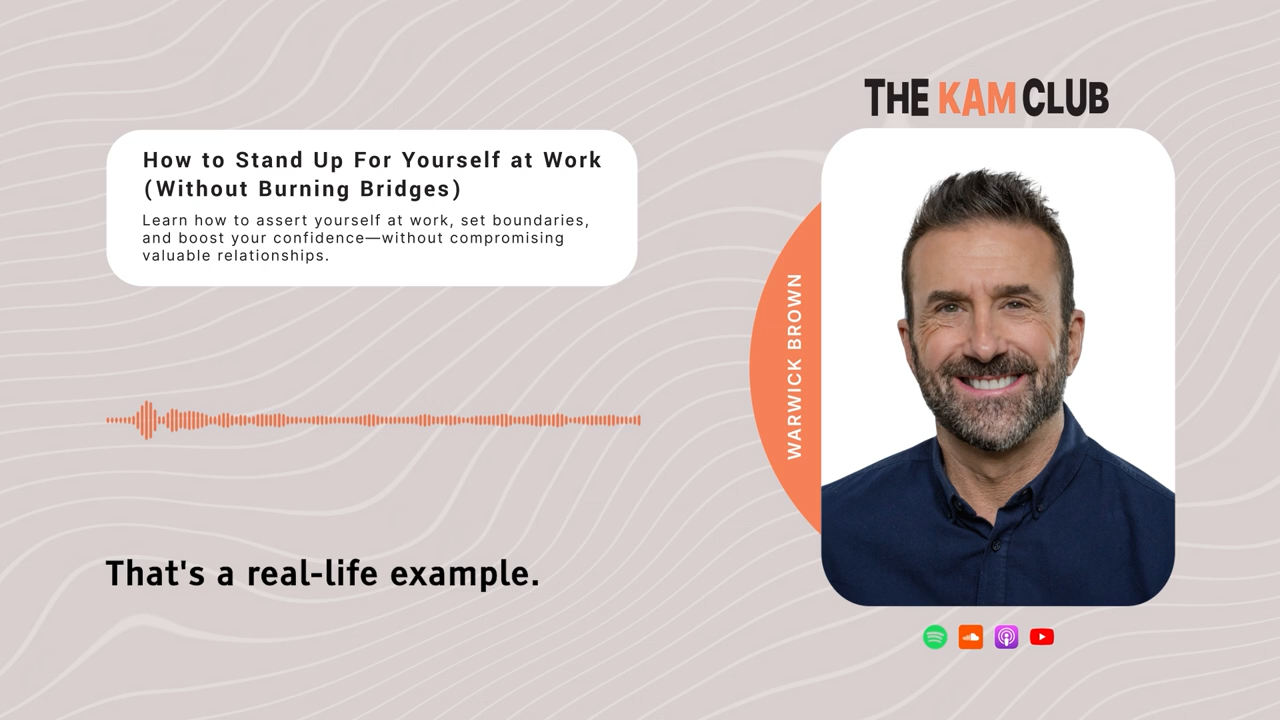 How to Stand Up For Yourself at Work
(Without Burning Bridges)
Learn how to assert yourself at work, set boundaries,
and boost your confidence—without compromising
valuable relationships.
That's a real-life example.
THE KAM CLUB
WARWICK BROWN